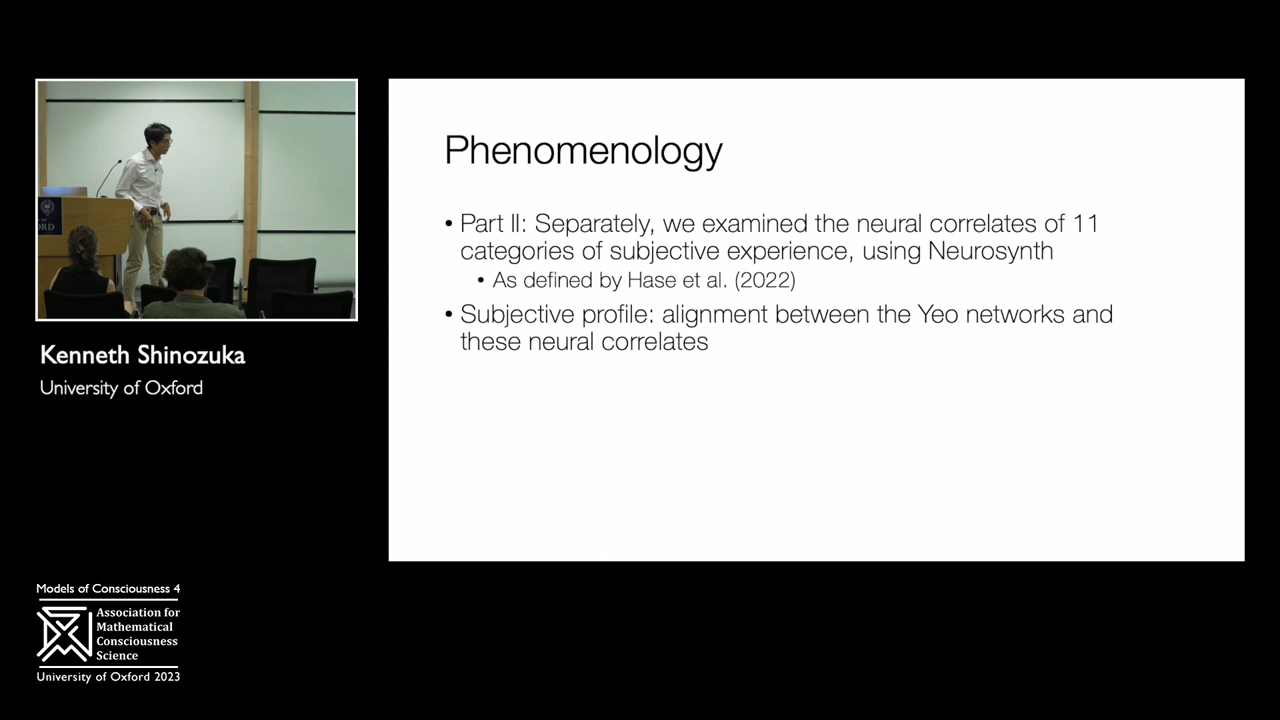 Phenomenology
• Part II: Separately, we examined the neural correlates of 11
categories of subjective experience, using Neurosynth
• As defined by Hase et al. (2022)
• Subjective profile: alignment between the Yeo networks and
these neural correlates
ORD
Kenneth Shinozuka
University of Oxford
Models of Consciousness 4
Association for
Mathematical
Consciousness
Science
University of Oxford 2023